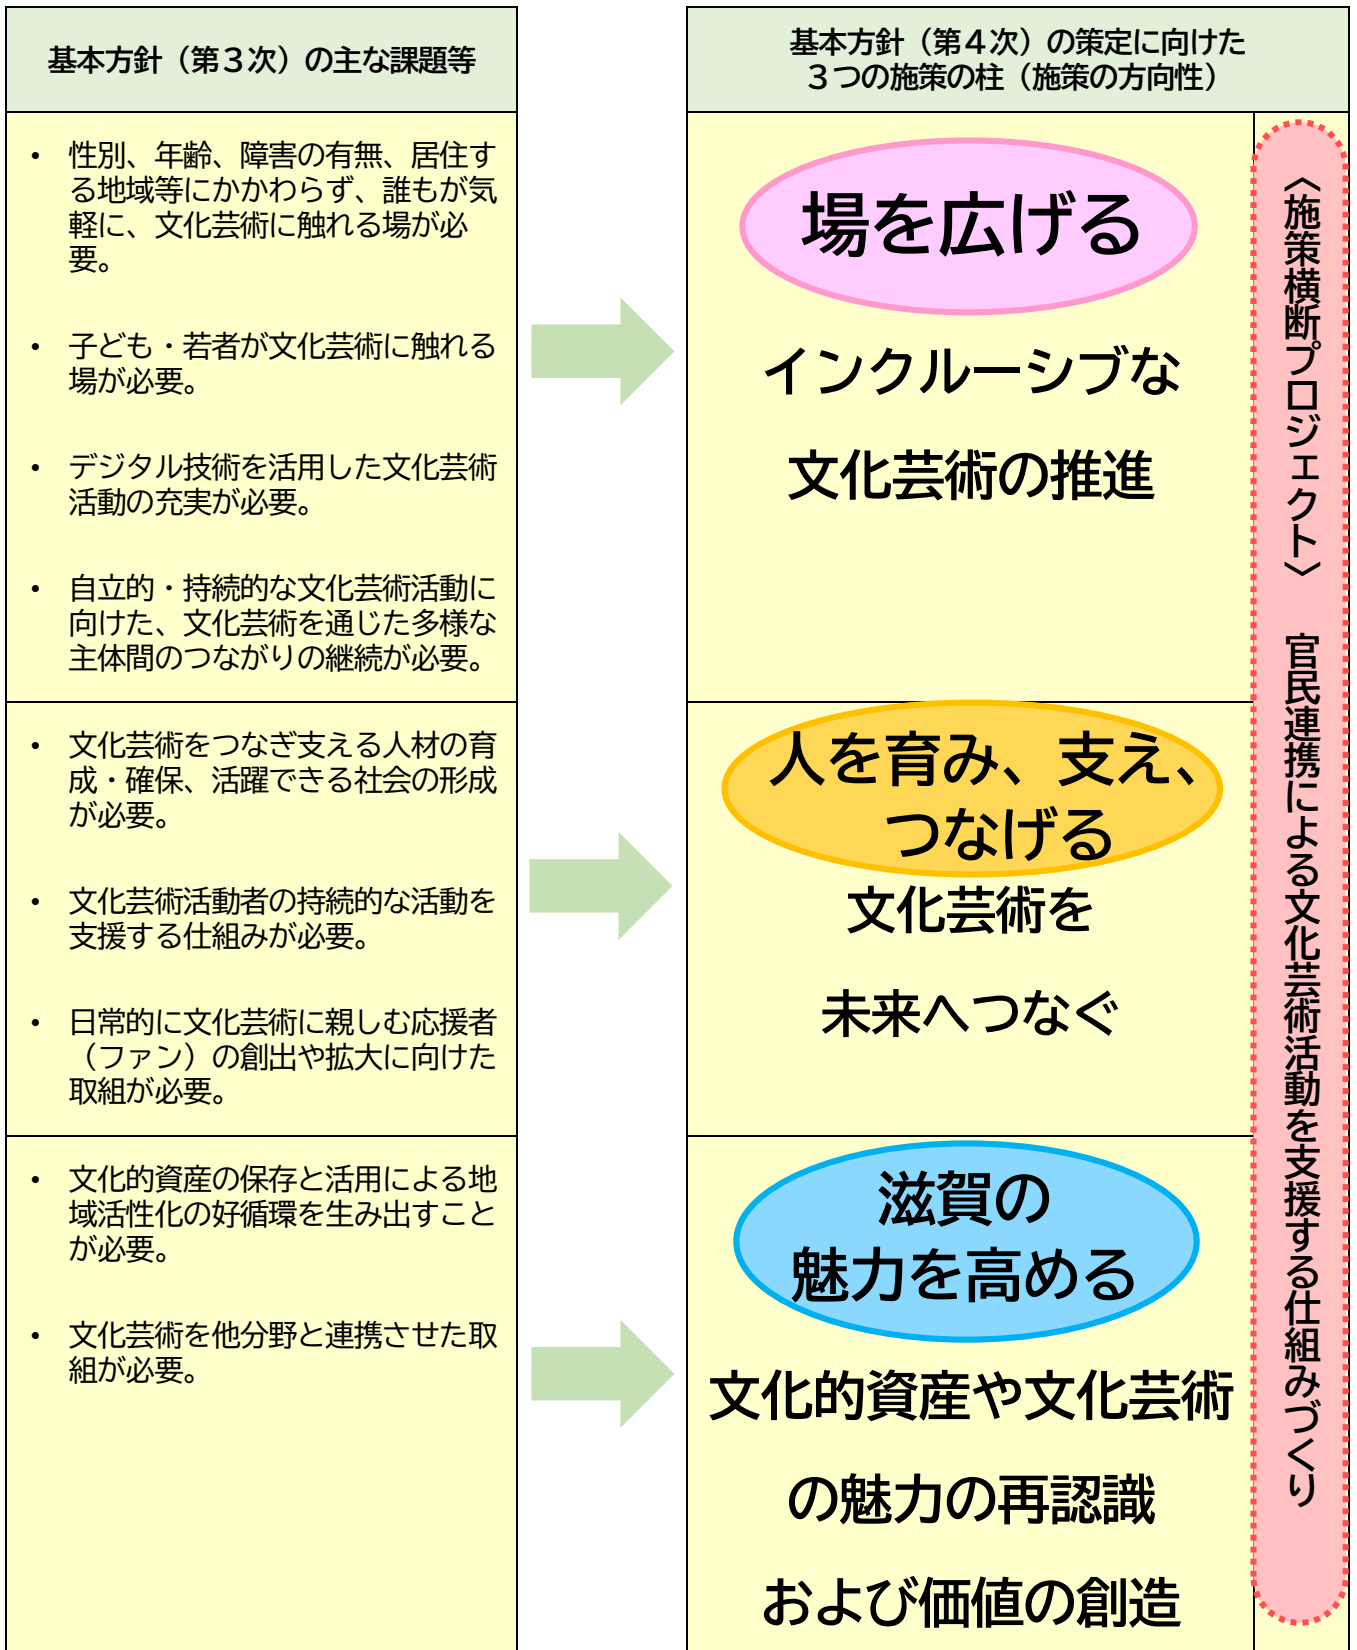 基本方針（第３次）の主な課題等
・ 性別、年齢、障害の有無、居住す
る地域等にかかわらず、誰もが気
軽に、文化芸術に触れる場が必
要。
・ 子ども・若者が文化芸術に触れる
場が必要。
・ デジタル技術を活用した文化芸術
活動の充実が必要。
・ 自立的・持続的な文化芸術活動に
向けた、文化芸術を通じた多様な
主体間のつながりの継続が必要。
・ 文化芸術をつなぎ支える人材の育
成・確保、活躍できる社会の形成
が必要。
・ 文化芸術活動者の持続的な活動を
支援する仕組みが必要。
・ 日常的に文化芸術に親しむ応援者
（ファン）の創出や拡大に向けた
取組が必要。
・ 文化的資産の保存と活用による地
域活性化の好循環を生み出すこと
が必要。
・ 文化芸術を他分野と連携させた取
組が必要。
基本方針（第４次）の策定に向けた
３つの施策の柱（施策の方向性）
場を広げる
インクルーシブな
文化芸術の推進
人を育み、支え、
つなげる
文化芸術を
未来へつなぐ
滋賀の
魅力を高める
文化的資産や文化芸術
の魅力の再認識
および価値の創造
〈施策横断プロジェクト〉　官民連携による文化芸術活動を支援する仕組みづくり